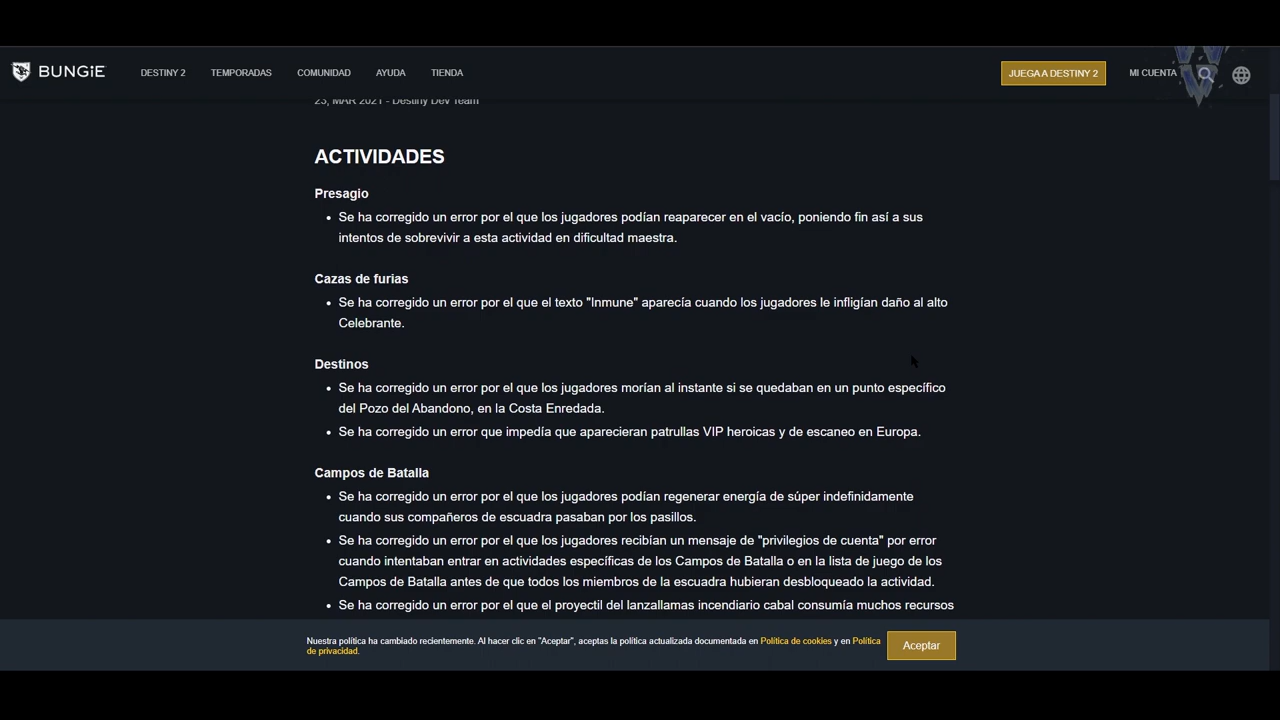 BUNGiE
DESTINY 2
TEMPORADAS
COMUNIDAD
AYUDA
TIENDA
JUEGA A DESTINY 2
MI CUENTA
23, MAR 2021 - Destiny Dev Team
ACTIVIDADES
Presagio
• Se ha corregido un error por el que los jugadores podían reaparecer en el vacío, poniendo fin así a sus
intentos de sobrevivir a esta actividad en dificultad maestra.
Cazas de furias
• Se ha corregido un error por el que el texto "Inmune" aparecía cuando los jugadores le infligían daño al alto
Celebrante.
Destinos
• Se ha corregido un error por el que los jugadores morían al instante si se quedaban en un punto específico
del Pozo del Abandono, en la Costa Enredada.
• Se ha corregido un error que impedía que aparecieran patrullas VIP heroicas y de escaneo en Europa.
Campos de Batalla
• Se ha corregido un error por el que los jugadores podían regenerar energía de súper indefinidamente
cuando sus compañeros de escuadra pasaban por los pasillos.
• Se ha corregido un error por el que los jugadores recibían un mensaje de "privilegios de cuenta" por error
cuando intentaban entrar en actividades específicas de los Campos de Batalla o en la lista de juego de los
Campos de Batalla antes de que todos los miembros de la escuadra hubieran desbloqueado la actividad.
• Se ha corregido un error por el que el proyectil del lanzallamas incendiario cabal consumía muchos recursos
Nuestra política ha cambiado recientemente. Al hacer clic en "Aceptar", aceptas la política actualizada documentada en Política de cookies y en Política
de privacidad.
Aceptar